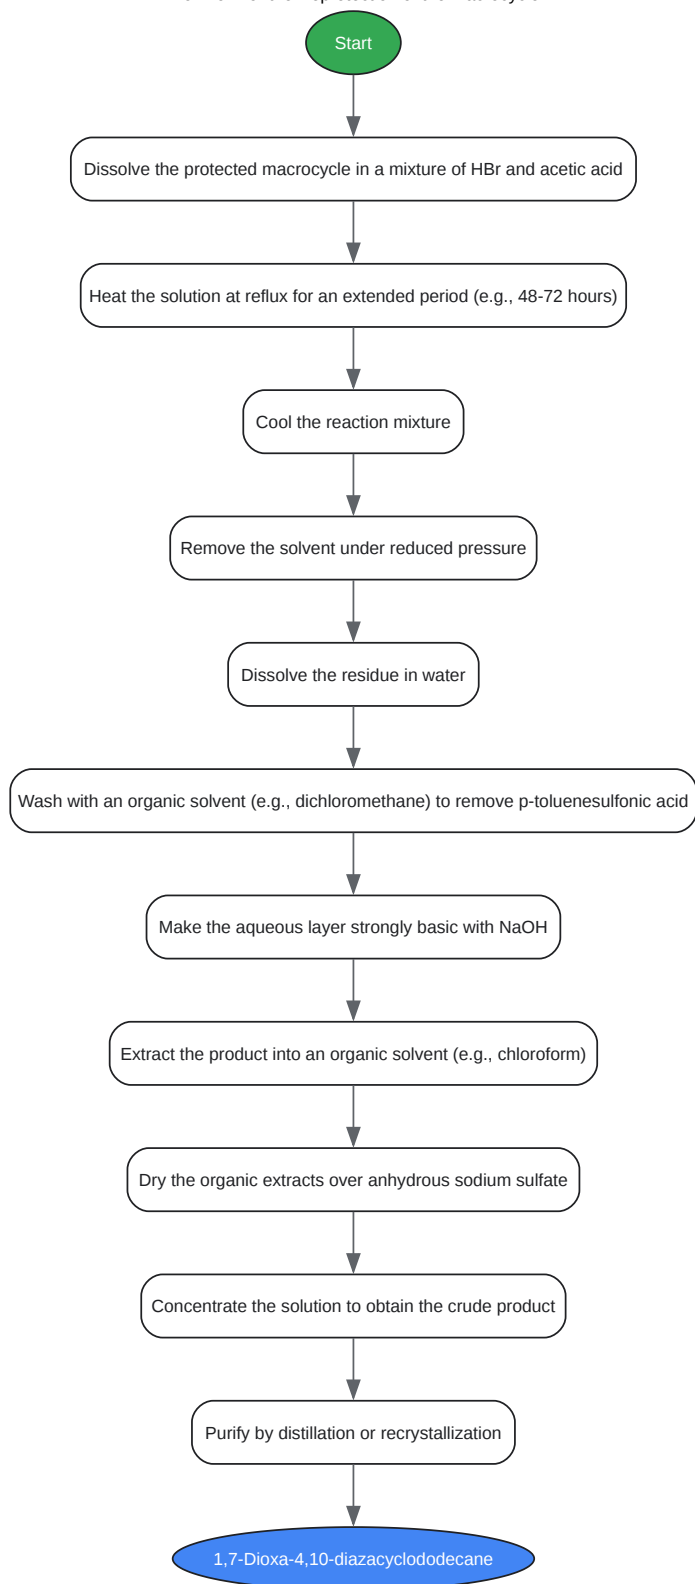 Start
Dissolve the protected macrocycle in a mixture of HBr and acetic acid
Heat the solution at reflux for an extended period (e.g., 48-72 hours)
Cool the reaction mixture
Remove the solvent under reduced pressure
Dissolve the residue in water
Wash with an organic solvent (e.g., dichloromethane) to remove p-toluenesulfonic acid
Make the aqueous layer strongly basic with NaOH
Extract the product into an organic solvent (e.g., chloroform)
Dry the organic extracts over anhydrous sodium sulfate
Concentrate the solution to obtain the crude product
Purify by distillation or recrystallization
1,7-Dioxa-4,10-diazacyclododecane